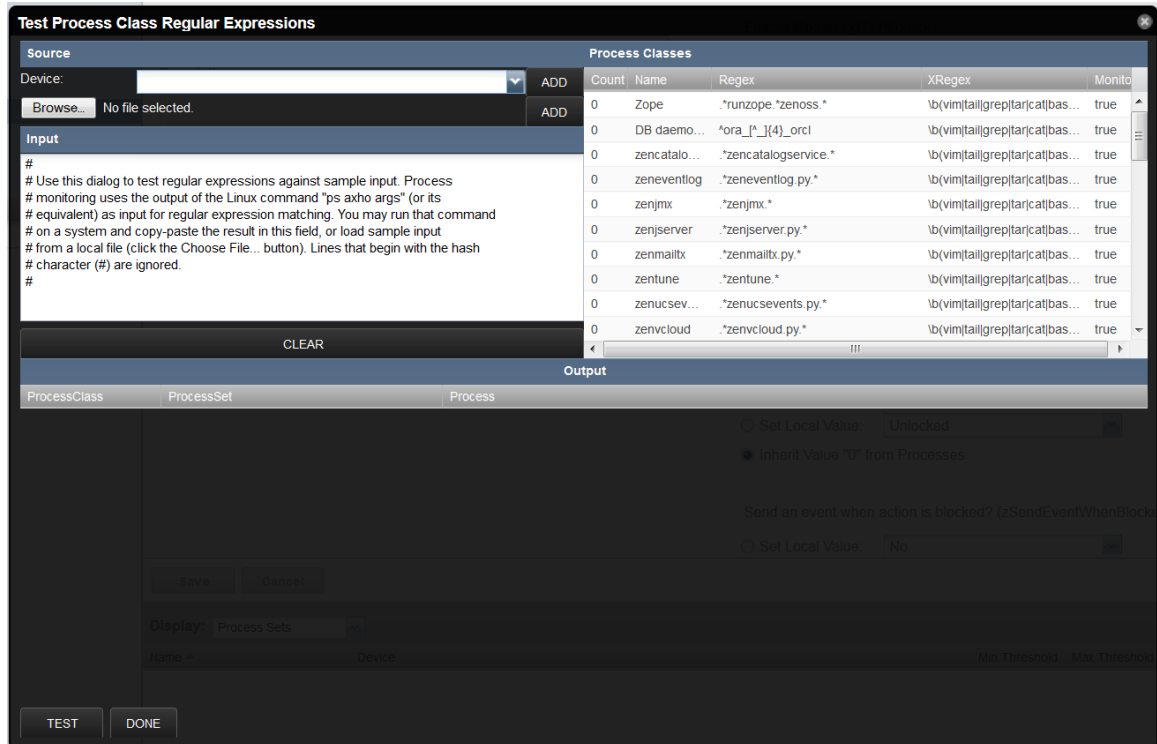 Test Process Class Regular Expressions
Source
Process Classes
Device:
ADD
Browse... No file selected.
ADD
Input
#
# Use this dialog to test regular expressions against sample input. Process
# monitoring uses the output of the Linux command "ps axho args" (or its
# equivalent) as input for regular expression matching. You may run that command
# on a system and copy-paste the result in this field, or load sample input
# from a local file (click the Choose File... button). Lines that begin with the hash
# character (#) are ignored.
#
CLEAR
Count Name Regex XRegex Monito
0 Zope .*runzope.*zenoss.* \b(vim|tail|grep|tar|cat|bas... true
0 DB daemo... ^ora_[^_]{4}_orcl \b(vim|tail|grep|tar|cat|bas... true
0 zencatalo... .*zencatalogservice.* \b(vim|tail|grep|tar|cat|bas... true
0 zeneventlog .*zeneventlog.py.* \b(vim|tail|grep|tar|cat|bas... true
0 zenjmx .*zenjmx.* \b(vim|tail|grep|tar|cat|bas... true
0 zenjserver .*zenjserver.py.* \b(vim|tail|grep|tar|cat|bas... true
0 zenmailtx .*zenmailtx.py.* \b(vim|tail|grep|tar|cat|bas... true
0 zentune .*zentune.* \b(vim|tail|grep|tar|cat|bas... true
0 zenucsev... .*zenucsevents.py.* \b(vim|tail|grep|tar|cat|bas... true
0 zenvcloud .*zenvcloud.py.* \b(vim|tail|grep|tar|cat|bas... true
Output
ProcessClass ProcessSet Process
Set Local Value: Unlocked
Inherit Value "0" from Processes
Send an event when action is blocked? (zSendEventWhenBlocke
Set Local Value: No
Save Cancel
Display: Process Sets
Name Device Min Threshold Max Threshold
TEST DONE